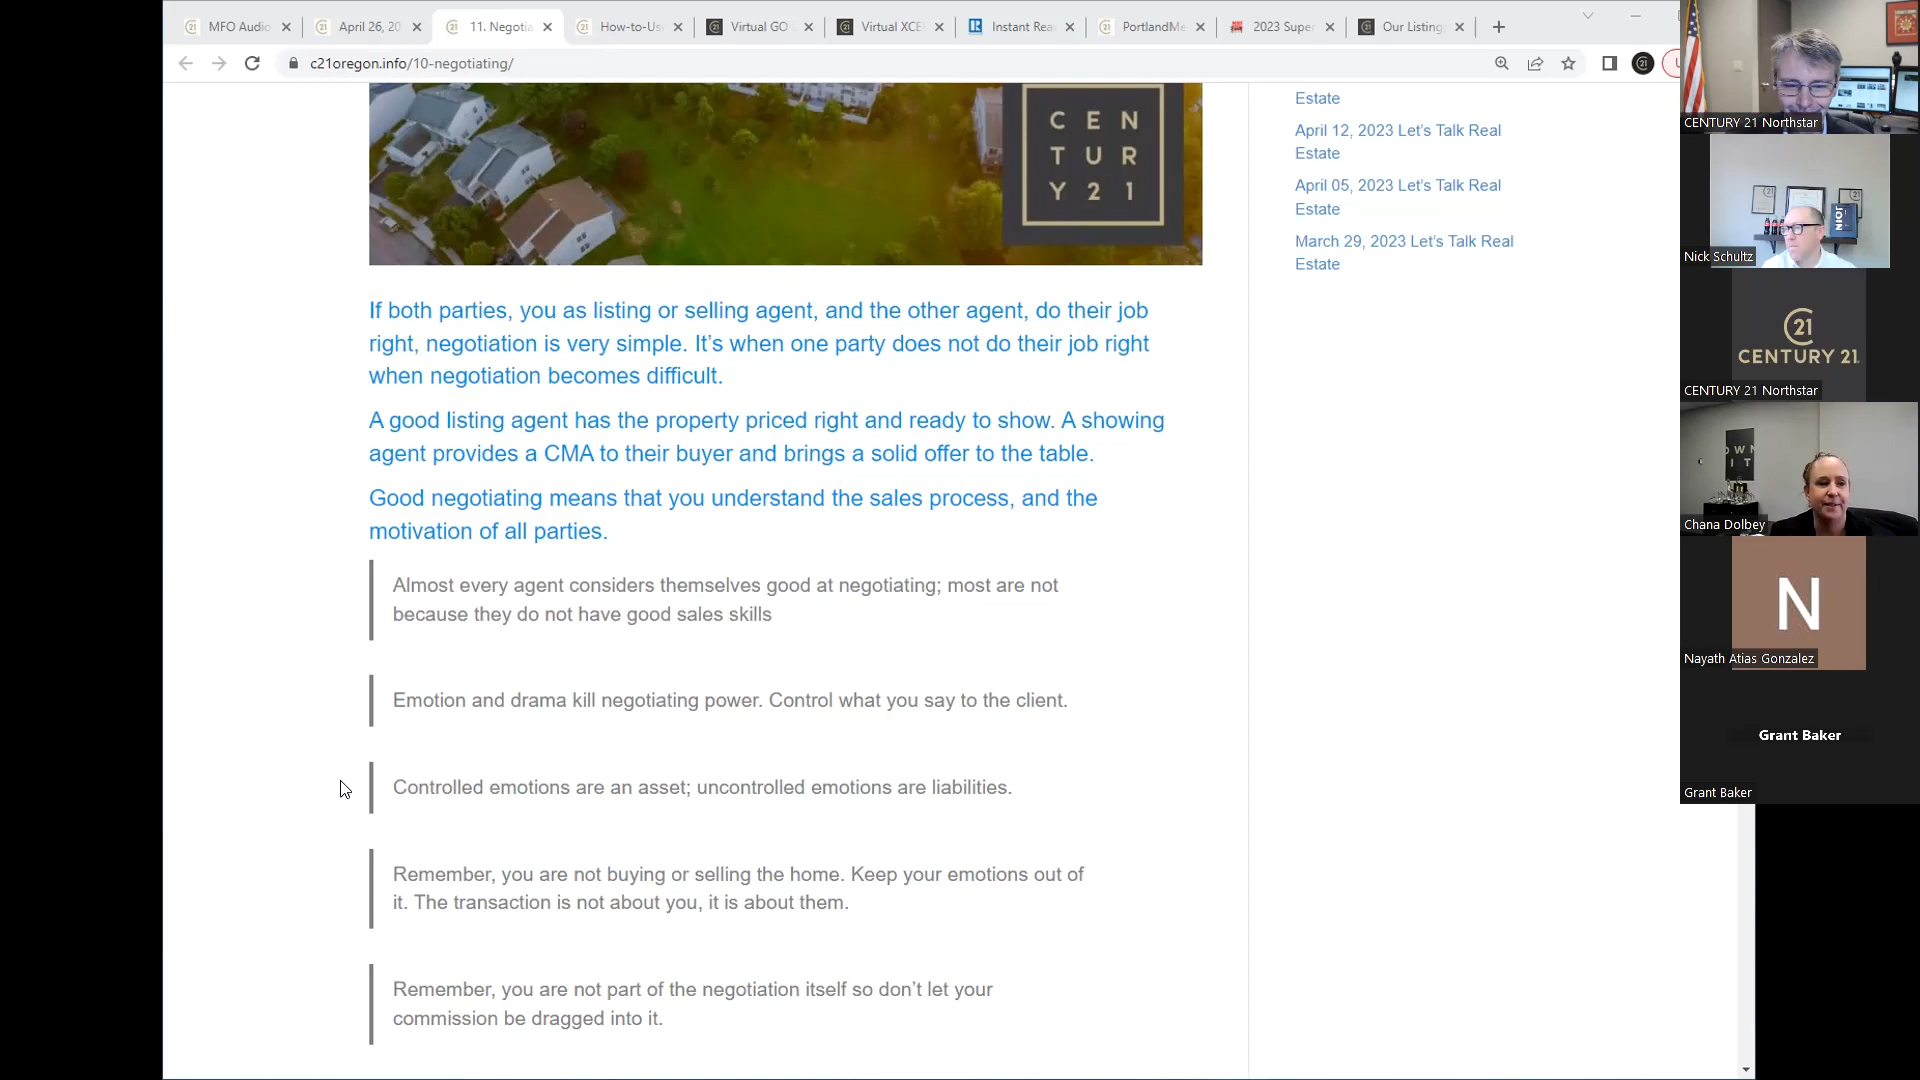 MFO Audio
April 26, 20
11. Negotia
How-to-Us
Virtual GO
Virtual XCE
Instant Rea
PortlandMe
2023 Super
Our Listing
c21oregon.info/10-negotiating/
CEN
TUR
Y21
If both parties, you as listing or selling agent, and the other agent, do their job
right, negotiation is very simple. It’s when one party does not do their job right
when negotiation becomes difficult.
A good listing agent has the property priced right and ready to show. A showing
agent provides a CMA to their buyer and brings a solid offer to the table.
Good negotiating means that you understand the sales process, and the
motivation of all parties.
Almost every agent considers themselves good at negotiating; most are not
because they do not have good sales skills
Emotion and drama kill negotiating power. Control what you say to the client.
Controlled emotions are an asset; uncontrolled emotions are liabilities.
Remember, you are not buying or selling the home. Keep your emotions out of
it. The transaction is not about you, it is about them.
Remember, you are not part of the negotiation itself so don’t let your
commission be dragged into it.
Estate
April 12, 2023 Let’s Talk Real
Estate
April 05, 2023 Let’s Talk Real
Estate
March 29, 2023 Let’s Talk Real
Estate
CENTURY 21 Northstar
JOIN
Nick Schultz
21
CENTURY 21.
CENTURY 21 Northstar
OWN
IT
Chana Dolbey
N
Nayath Atias Gonzalez
Grant Baker
Grant Baker